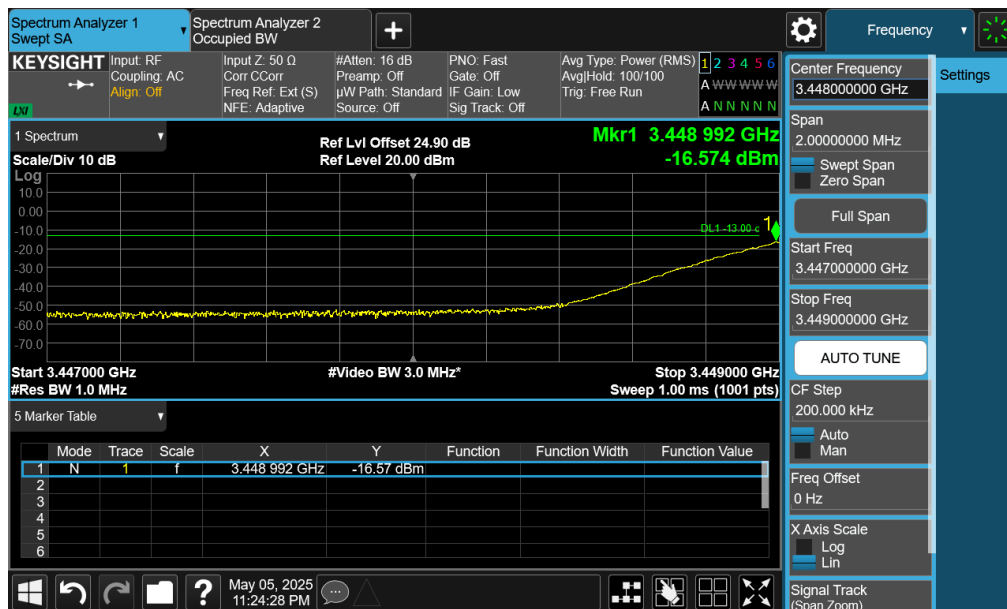 Spectrum Analyzer 1
Swept SA
Spectrum Analyzer 2
Occupied BW
Frequency
KEYSIGHT
LXI
Input: RF
Coupling: AC
Align: Off
Input Z: 50 Ω
Corr CCorr
Freq Ref: Ext (S)
NFE: Adaptive
#Atten: 16 dB
Preamp: Off
µW Path: Standard
Source: Off
PNO: Fast
Gate: Off
IF Gain: Low
Sig Track: Off
Avg Type: Power (RMS)
Avg|Hold: 100/100
Trig: Free Run
1 2 3 4 5 6
A W W W W W
A N N N N N
1 Spectrum
Scale/Div 10 dB
Ref Lvl Offset 24.90 dB
Ref Level 20.00 dBm
Mkr1 3.448 992 GHz
-16.574 dBm
Log
10.0
0.00
-10.0
-20.0
-30.0
-40.0
-50.0
-60.0
-70.0
DL1 -13.00 c
1
Start 3.447000 GHz
#Res BW 1.0 MHz
#Video BW 3.0 MHz*
Stop 3.449000 GHz
Sweep 1.00 ms (1001 pts)
5 Marker Table
Mode Trace Scale X Y Function Function Width Function Value
1 N 1 f 3.448 992 GHz -16.57 dBm
2
3
4
5
6
?
May 05, 2025
11:24:28 PM
Center Frequency
3.448000000 GHz
Settings
Span
2.00000000 MHz
Swept Span
Zero Span
Full Span
Start Freq
3.447000000 GHz
Stop Freq
3.449000000 GHz
AUTO TUNE
CF Step
200.000 kHz
Auto
Man
Freq Offset
0 Hz
X Axis Scale
Log
Lin
Signal Track
(Span Zoom)